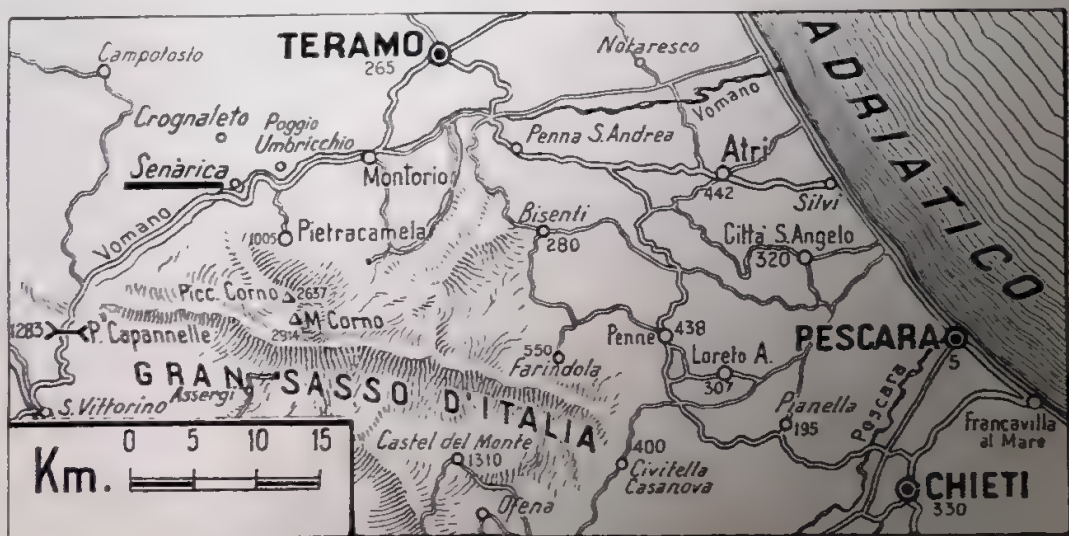 ADRIATICO
Campotosto
TERAMO
265
Notaresco
Crognaleto
Poggio
Umbricchio
Vomano
Penna S. Andrea
Atri
442
Senàrica
Montorio
Silvi
Vomano
1005
Pietracamela
Bisenti
280
Città S. Angelo
320
Picc. Corno
2637
M. Corno
2914
1283
P. Capannelle
Penne
438
PESCARA
5
550
Farindola
Loreto A.
307
GRAN SASSO D'ITALIA
Assergi
S. Vittorino
Pianella
195
Pescara
Francavilla
al Mare
Km.
0 5 10 15
Castel del Monte
1310
400
Civitella
Casanova
CHIETI
330
Ofena